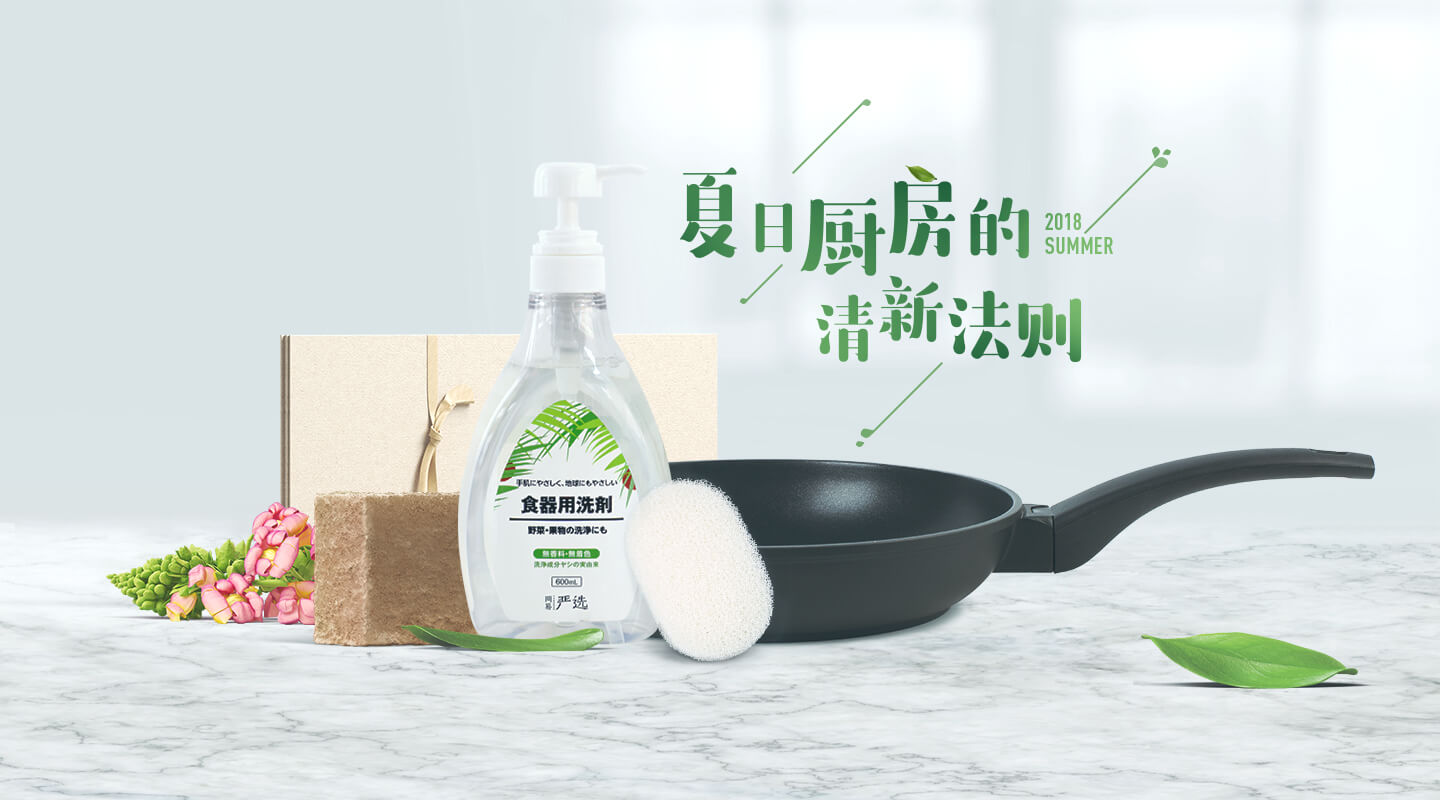 夏日厨房的
2018
SUMMER
清新法则
手肌にやさしく、地球にもやさしい
食器用洗剤
野菜・果物の洗浄にも
無香料・無着色
洗浄成分ヤシの実由来
600mL
网易 严选